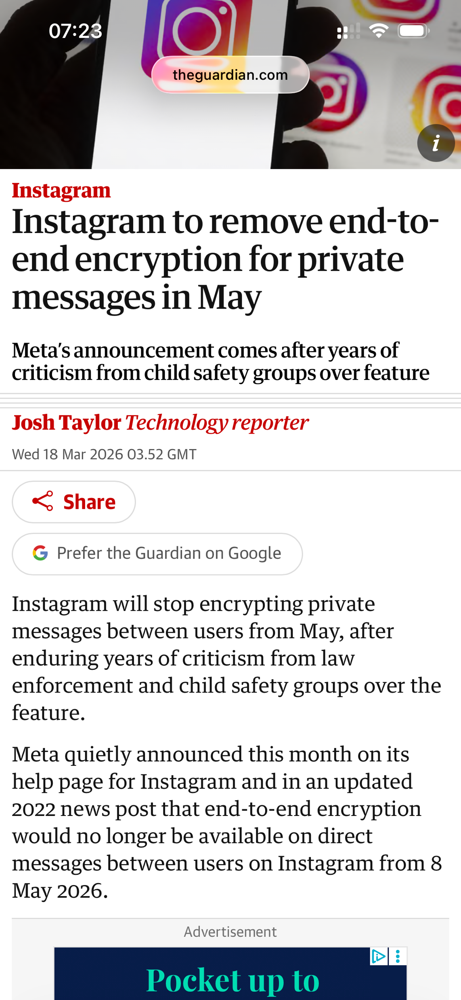 07:23
theguardian.com
i
Instagram
Instagram to remove end-to-
end encryption for private
messages in May
Meta’s announcement comes after years of
criticism from child safety groups over feature
Josh Taylor Technology reporter
Wed 18 Mar 2026 03.52 GMT
Share
Prefer the Guardian on Google
Instagram will stop encrypting private
messages between users from May, after
enduring years of criticism from law
enforcement and child safety groups over the
feature.
Meta quietly announced this month on its
help page for Instagram and in an updated
2022 news post that end-to-end encryption
would no longer be available on direct
messages between users on Instagram from 8
May 2026.
Advertisement
Pocket up to